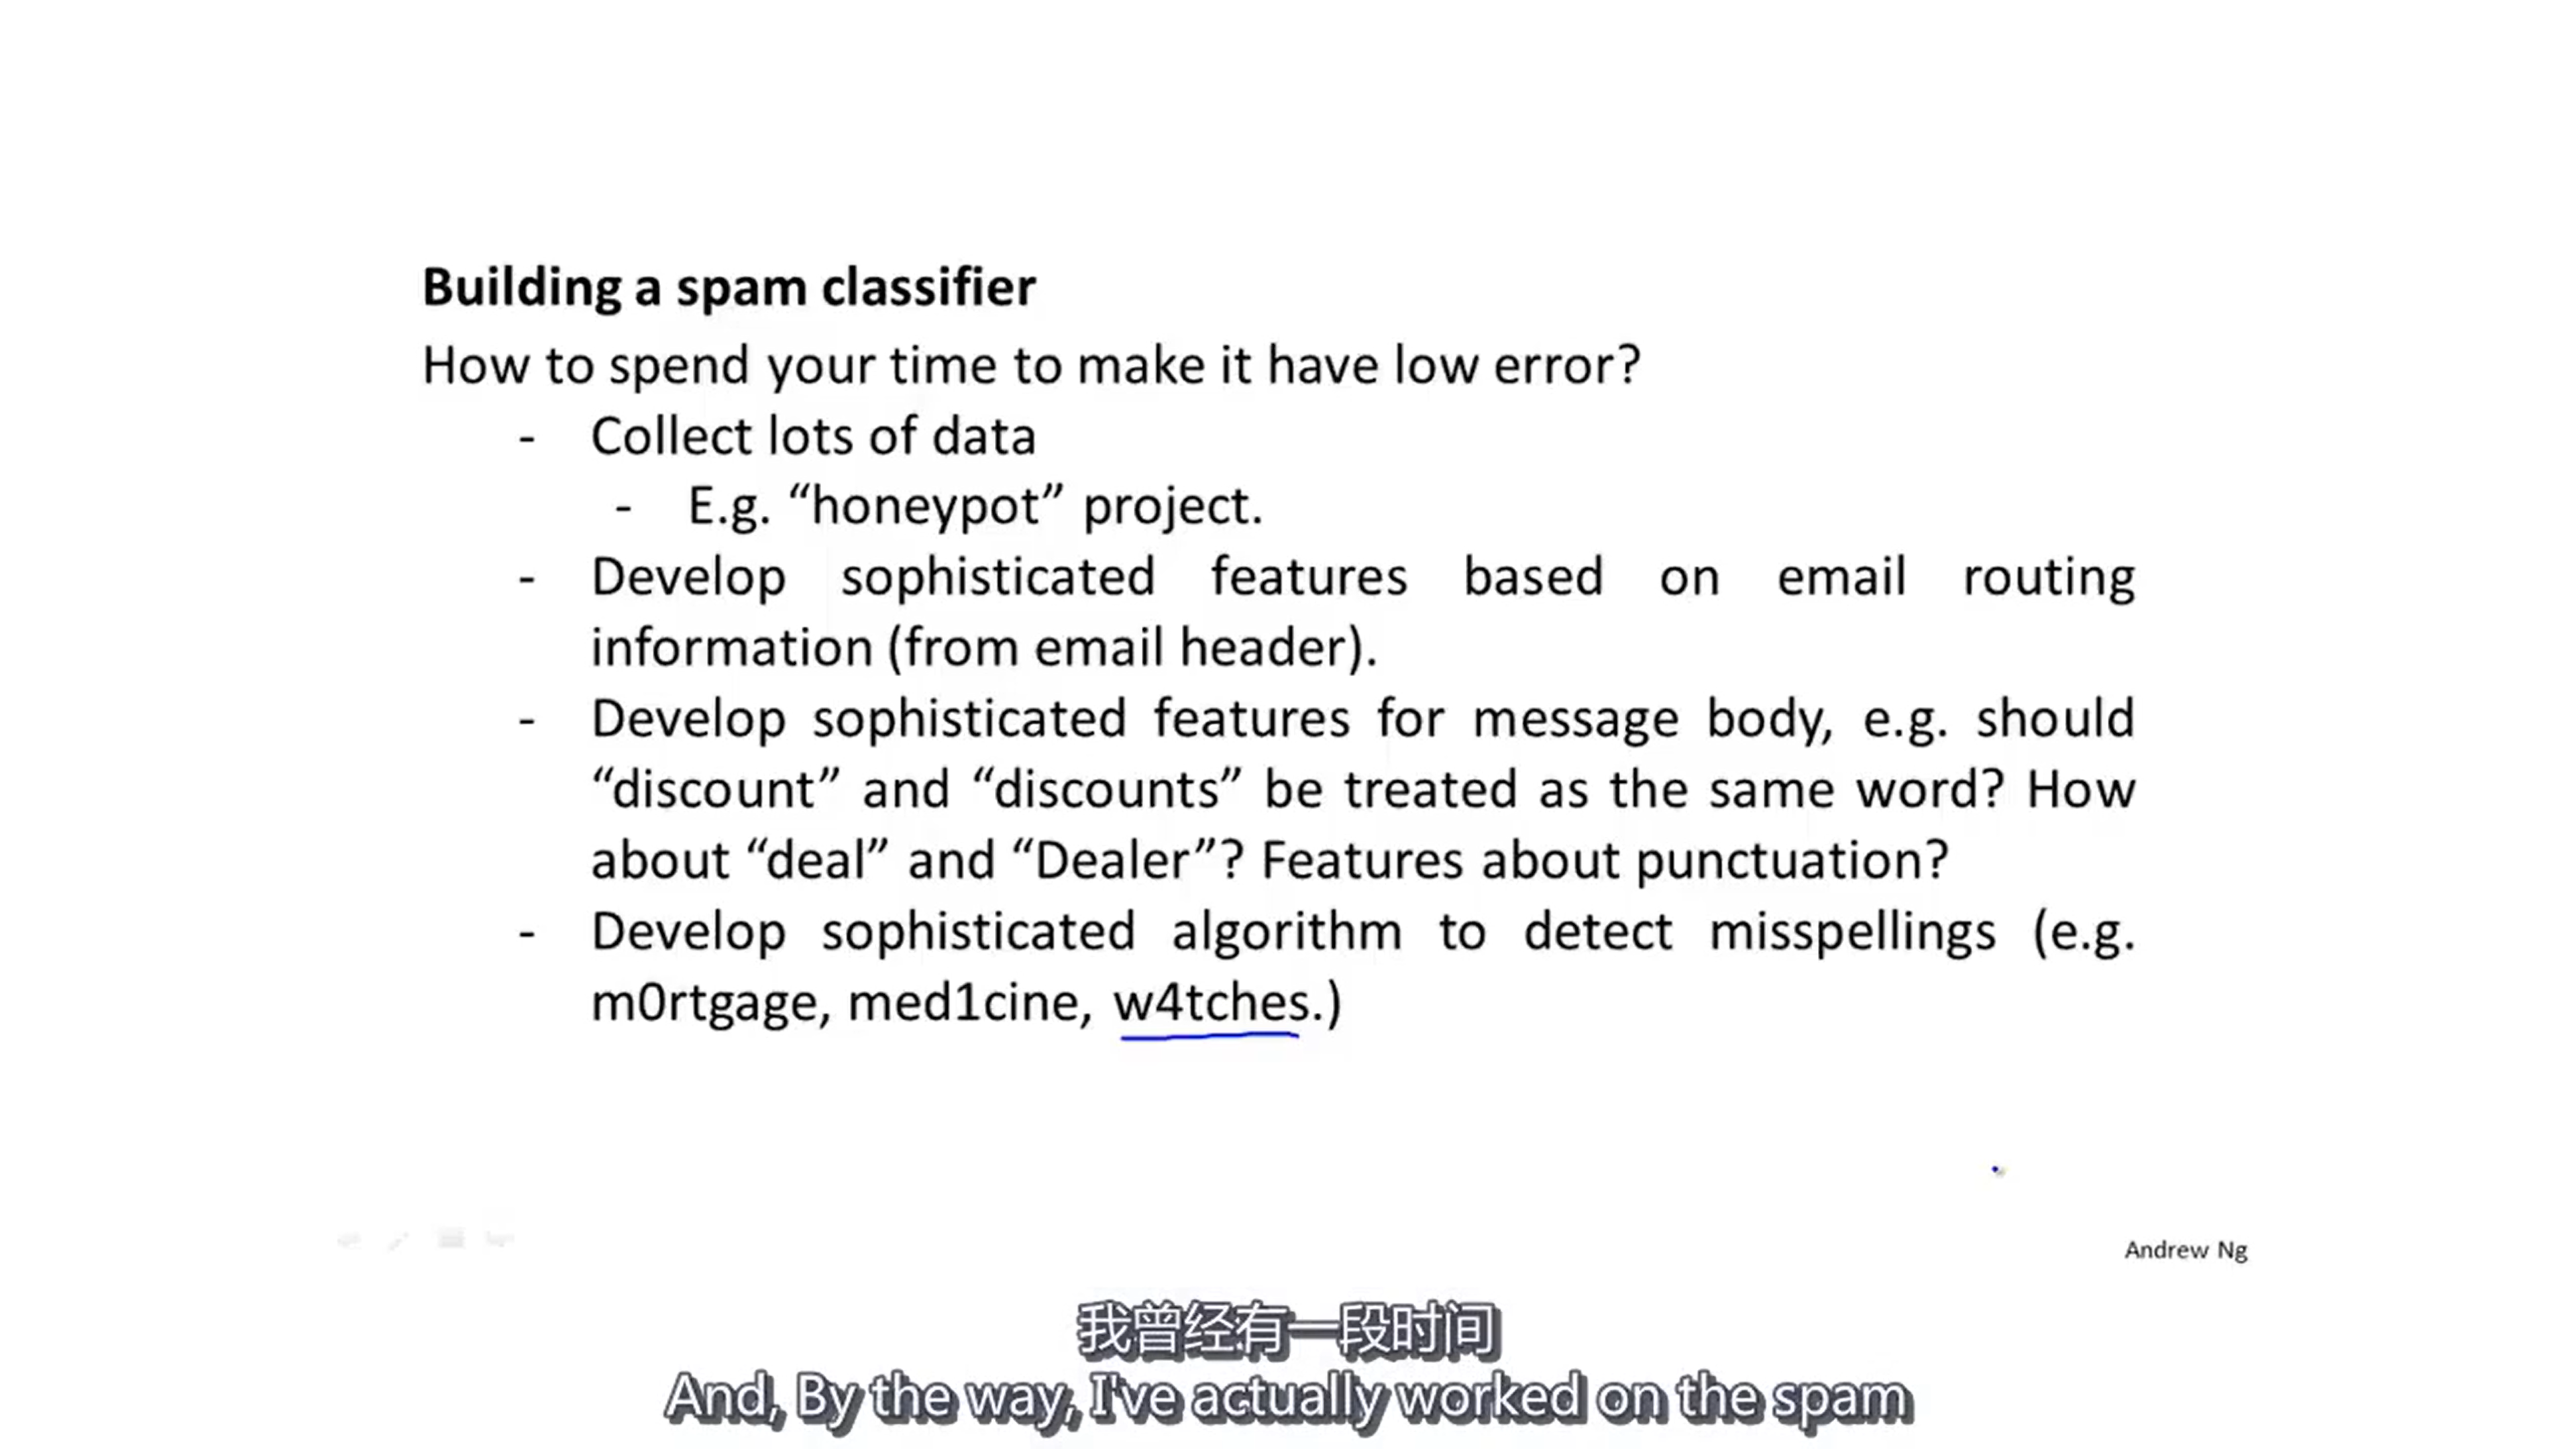 Building a spam classifier
How to spend your time to make it have low error?
- Collect lots of data
- E.g. “honeypot” project.
- Develop sophisticated features based on email routing
information (from email header).
- Develop sophisticated features for message body, e.g. should
“discount” and “discounts” be treated as the same word? How
about “deal” and “Dealer”? Features about punctuation?
- Develop sophisticated algorithm to detect misspellings (e.g.
m0rtgage, med1cine, w4tches.)
Andrew Ng
我曾经有一段时间
And, By the way, I've actually worked on the spam